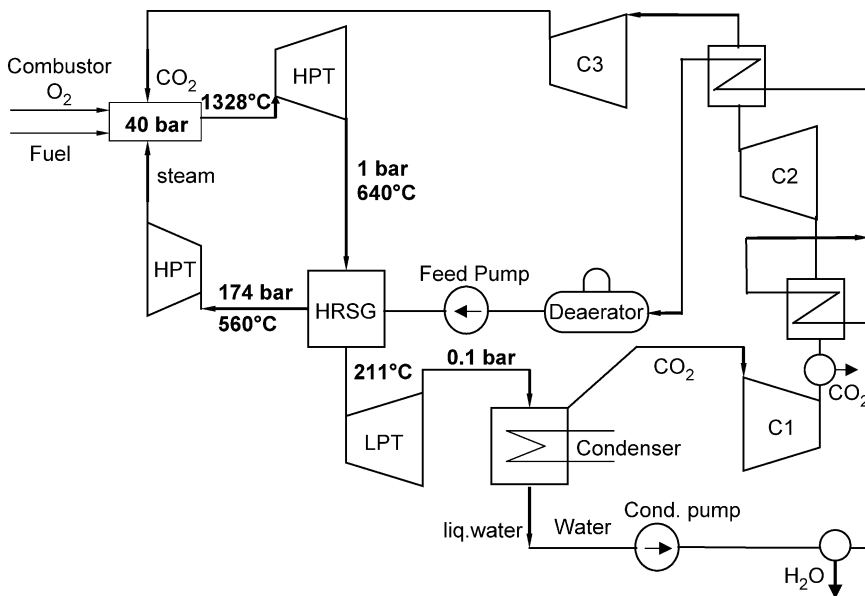 Combustor
O₂
Fuel
CO₂
40 bar
1328°C
HPT
C3
C2
steam
1 bar
640°C
HPT
174 bar
560°C
HRSG
Feed Pump
Deaerator
211°C
0.1 bar
LPT
CO₂
Condenser
C1
CO₂
liq.water
Water
Cond. pump
H₂O